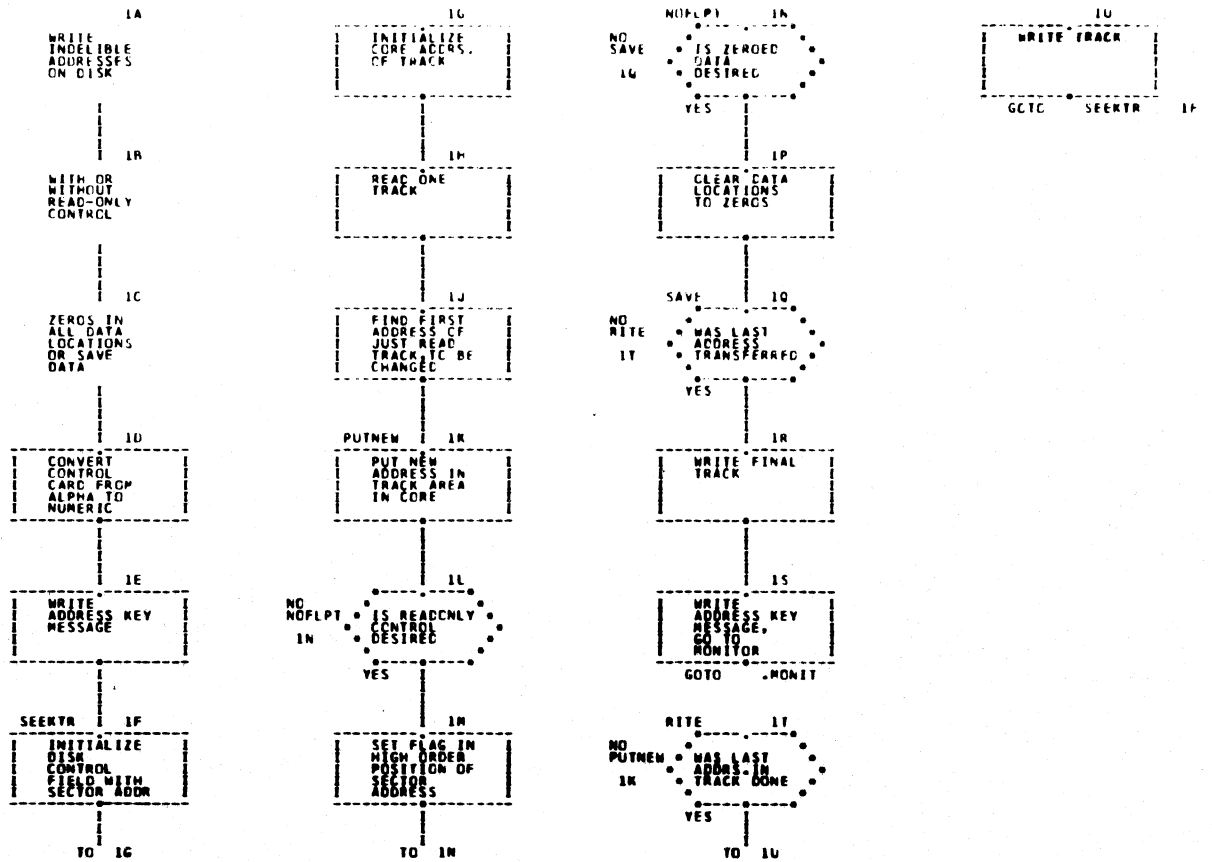 1A
WRITE
INDELIBLE
ADDRESSES
ON DISK
1B
WITH OR
WITHOUT
READ-ONLY
CONTROL
1C
ZEROS IN
ALL DATA
LOCATIONS
OR SAVE
DATA
1D
CONVERT
CONTROL
CARD FROM
ALPHA TO
NUMERIC
1E
WRITE
ADDRESS KEY
MESSAGE
SEEKTR 1F
INITIALIZE
DISK
CONTROL
FIELD WITH
SECTOR ADDR
TO 1G
1G
INITIALIZE
CORE ADDRS.
OF TRACK
1H
READ ONE
TRACK
1J
FIND FIRST
ADDRESS OF
JUST READ
TRACK TO BE
CHANGED
PUTNEW 1K
PUT NEW
ADDRESS IN
TRACK AREA
IN CORE
1L
NO
NOFLPT
1N
IS READONLY
CONTROL
DESIRED
YES
1M
SET FLAG IN
HIGH ORDER
POSITION OF
SECTOR
ADDRESS
TO 1N
NOFLPT 1N
NO
SAVE
1Q
IS ZEROED
DATA
DESIRED
YES
1P
CLEAR DATA
LOCATIONS
TO ZEROS
SAVE 1Q
NO
RITE
1T
WAS LAST
ADDRESS
TRANSFERRED
YES
1R
WRITE FINAL
TRACK
1S
WRITE
ADDRESS KEY
MESSAGE,
GO TO
MONITOR
GOTO .MONIT
RITE 1T
NO
PUTNEW
1K
WAS LAST
ADDRS.IN
TRACK DONE
YES
TO 1U
1U
WRITE TRACK
GOTO SEEKTR 1F